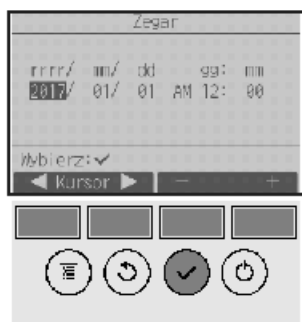 Zegar
rrrr/ mm/ dd gg: mm
2017/ 01/ 01 AM 12: 00
Wybierz:✔
◀ Kursor ▶ − +